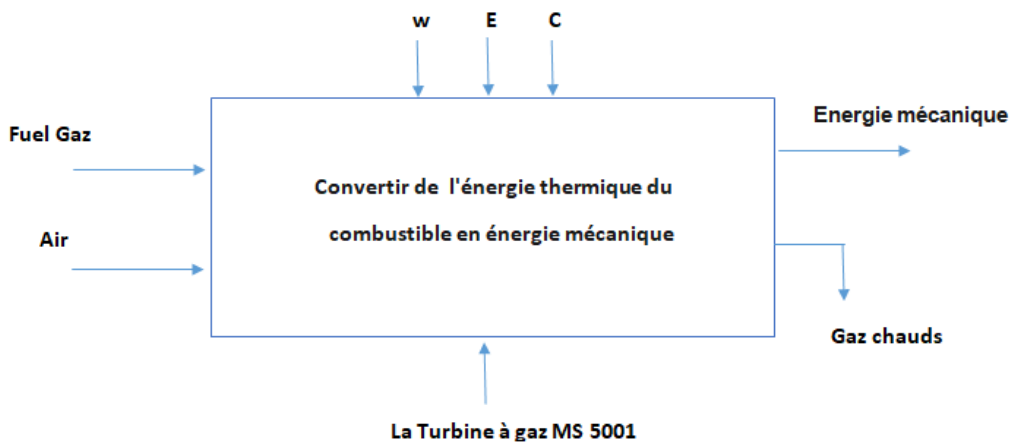 w E C
Fuel Gaz
Energie mécanique
Convertir de l'énergie thermique du
combustible en énergie mécanique
Air
Gaz chauds
La Turbine à gaz MS 5001